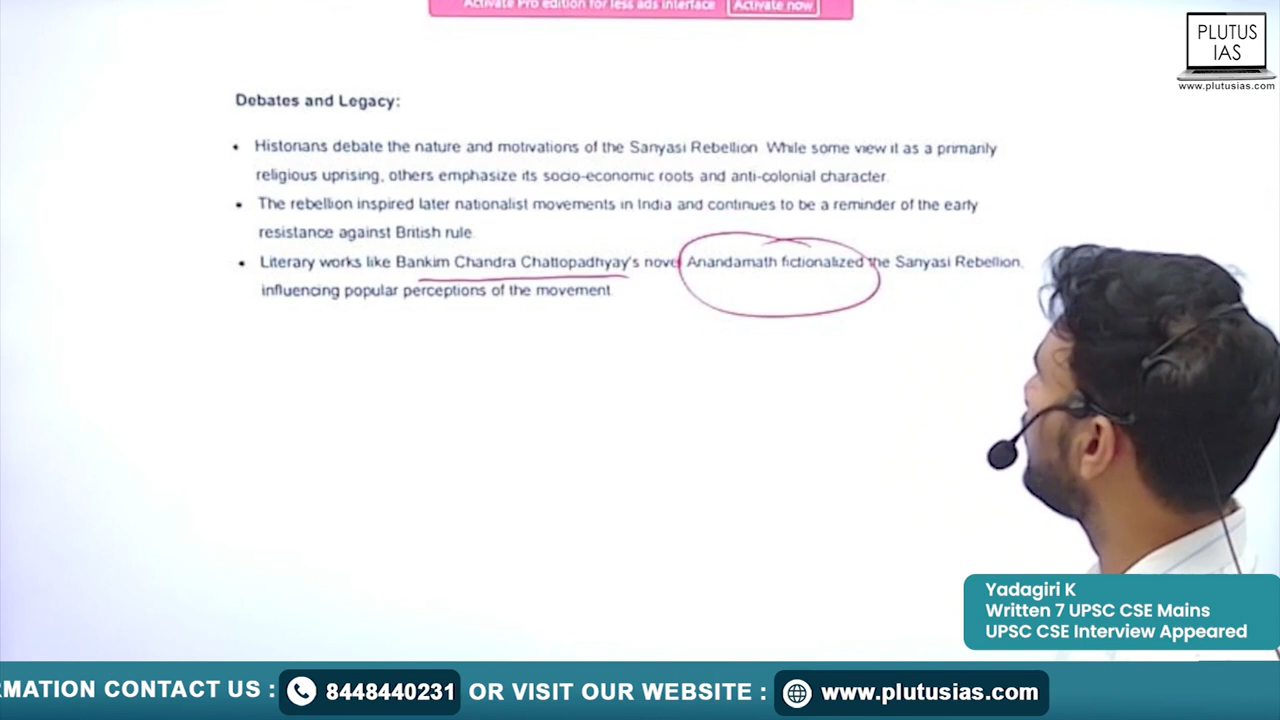 Activate Pro edition for less ads interface Activate now
PLUTUS
IAS
www.plutusias.com
Debates and Legacy:
• Historians debate the nature and motivations of the Sanyasi Rebellion. While some view it as a primarily
religious uprising, others emphasize its socio-economic roots and anti-colonial character.
• The rebellion inspired later nationalist movements in India and continues to be a reminder of the early
resistance against British rule.
• Literary works like Bankim Chandra Chattopadhyay's novel Anandamath fictionalized the Sanyasi Rebellion,
influencing popular perceptions of the movement.
Yadagiri K
Written 7 UPSC CSE Mains
UPSC CSE Interview Appeared
RMATION CONTACT US : 8448440231 OR VISIT OUR WEBSITE : www.plutusias.com